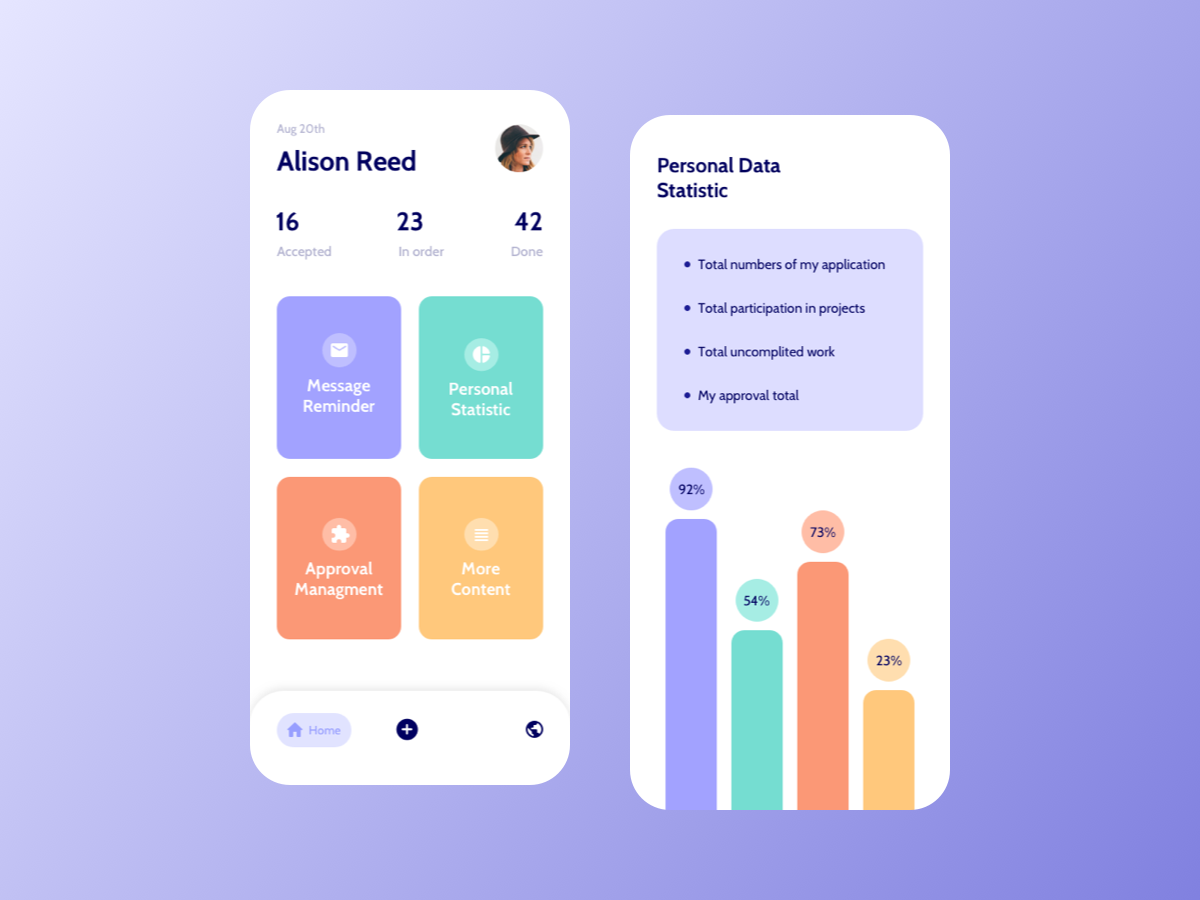 Aug 20th
Alison Reed
16
23
42
Accepted
In order
Done
Message
Reminder
Personal
Statistic
Approval
Managment
More
Content
Home
Personal Data
Statistic
Total numbers of my application
Total participation in projects
Total uncomplited work
My approval total
92%
54%
73%
23%